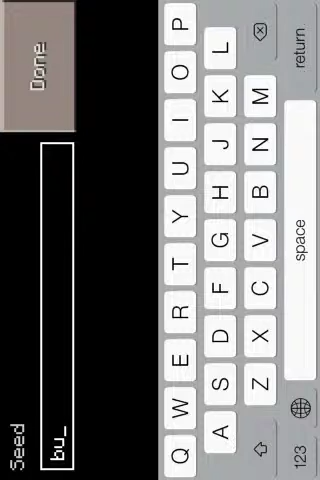 Seed
Done
bu_
Q W E R T Y U I O P
A S D F G H J K L
Z X C V B N M
123 space return